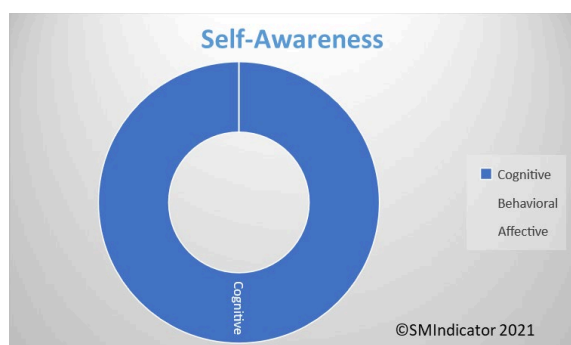 Self-Awareness
Cognitive
Behavioral
Affective
Cognitive
©SMIndicator 2021